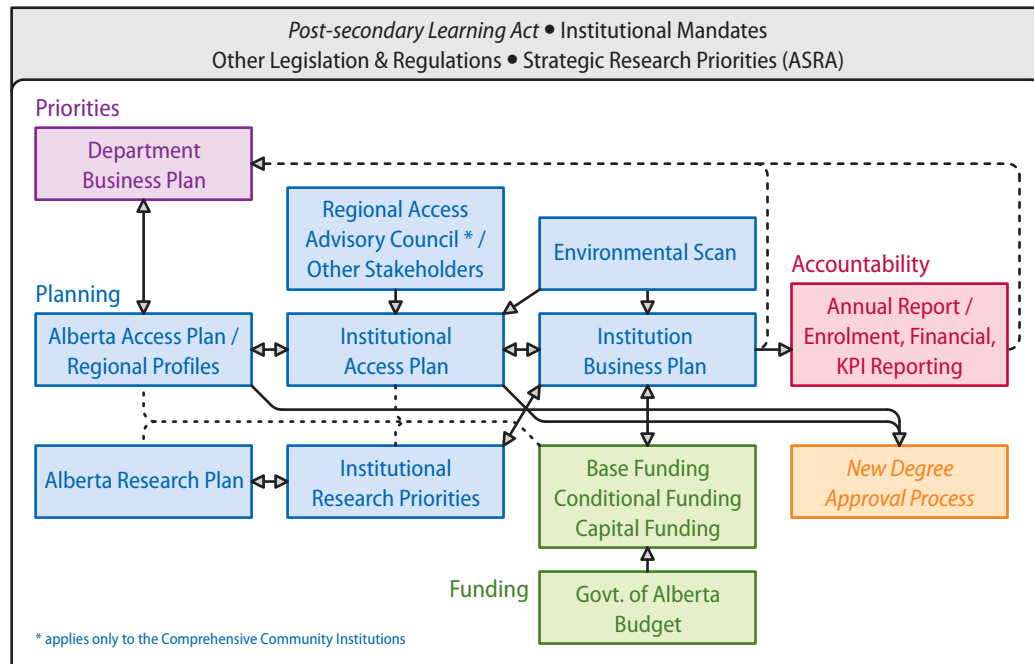 Post-secondary Learning Act ● Institutional Mandates
Other Legislation & Regulations ● Strategic Research Priorities (ASRA)
Priorities
Department
Business Plan
Regional Access
Advisory Council * /
Other Stakeholders
Environmental Scan
Accountability
Planning
Alberta Access Plan /
Regional Profiles
Institutional
Access Plan
Institution
Business Plan
Annual Report /
Enrolment, Financial,
KPI Reporting
Alberta Research Plan
Institutional
Research Priorities
Base Funding
Conditional Funding
Capital Funding
New Degree
Approval Process
Funding
Govt. of Alberta
Budget
* applies only to the Comprehensive Community Institutions